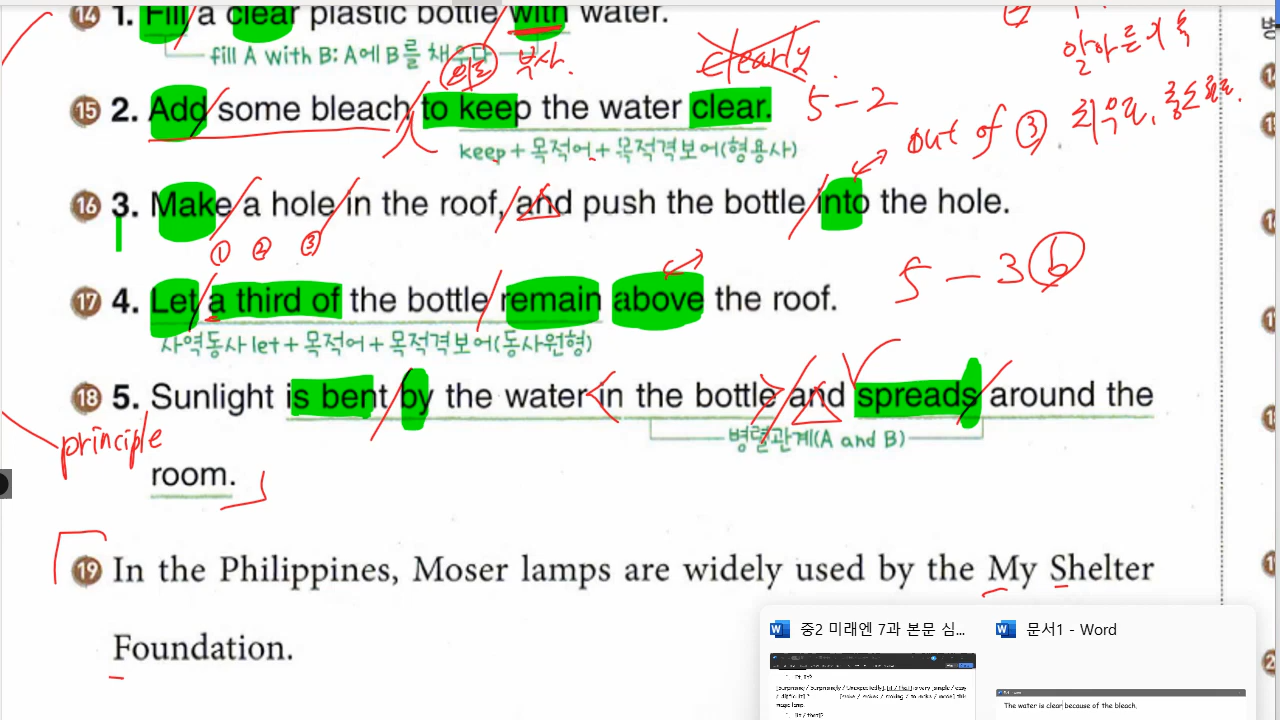 14 1. Fill a clear plastic bottle with water.
fill A with B: A에 B를 채우다
의도 부사.
clearly.
알아듣기 쉽
15 2. Add some bleach to keep the water clear.
5-2
keep + 목적어 + 목적격보어(형용사)
out of ③
16 3. Make a hole in the roof, and push the bottle into the hole.
① ② ③
5-3 6
17 4. Let a third of the bottle remain above the roof.
사역동사 let + 목적어 + 목적격보어(동사원형)
18 5. Sunlight is bent by the water in the bottle and spreads around the
병렬관계(A and B)
principle
room.
19 In the Philippines, Moser lamps are widely used by the My Shelter
Foundation.
중2 미래엔 7과 본문 심...
문서1 - Word
The water is clear because of the bleach.